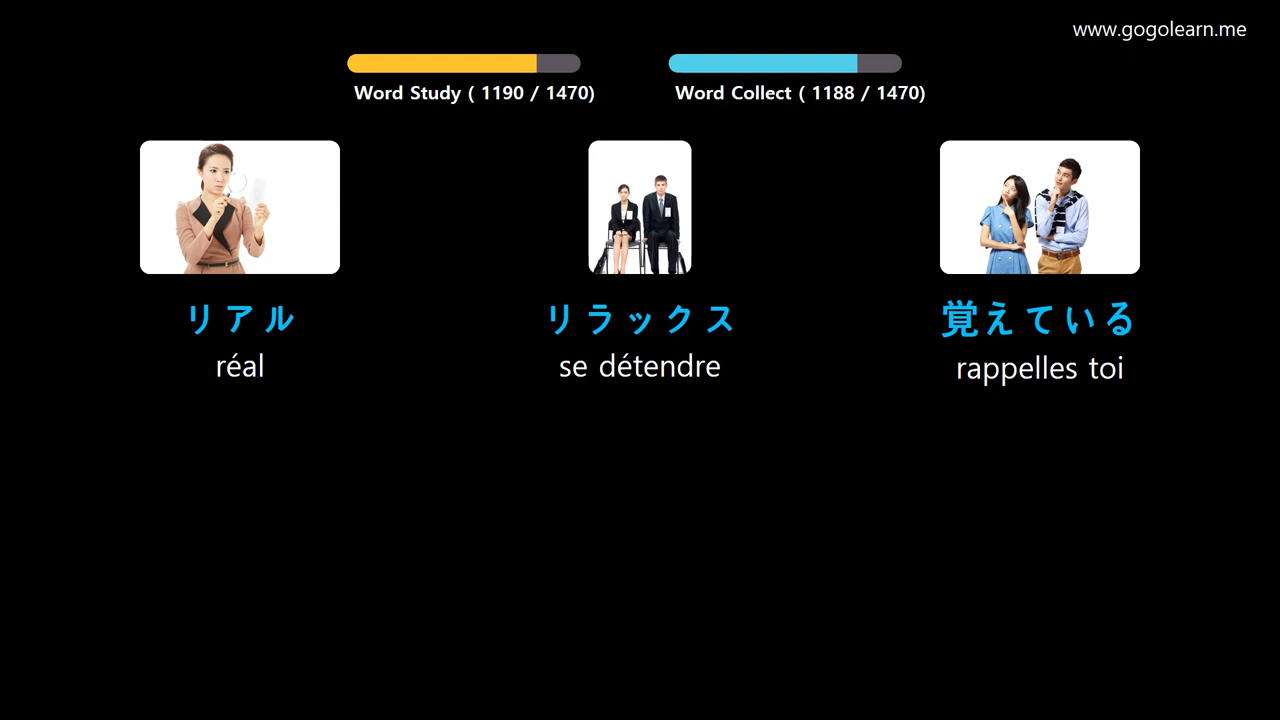 www.gogolearn.me
Word Study ( 1190 / 1470)
Word Collect ( 1188 / 1470)
リアル
réal
リラックス
se détendre
覚えている
rappelles toi